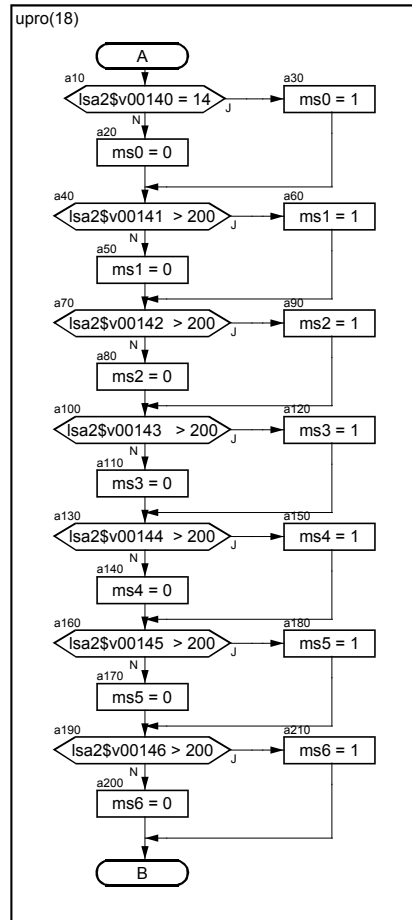 upro(18)
A
a10
lsa2$v00140 = 14
J
N
a30
ms0 = 1
a20
ms0 = 0
a40
lsa2$v00141 > 200
J
N
a60
ms1 = 1
a50
ms1 = 0
a70
lsa2$v00142 > 200
J
N
a90
ms2 = 1
a80
ms2 = 0
a100
lsa2$v00143 > 200
J
N
a120
ms3 = 1
a110
ms3 = 0
a130
lsa2$v00144 > 200
J
N
a150
ms4 = 1
a140
ms4 = 0
a160
lsa2$v00145 > 200
J
N
a180
ms5 = 1
a170
ms5 = 0
a190
lsa2$v00146 > 200
J
N
a210
ms6 = 1
a200
ms6 = 0
B